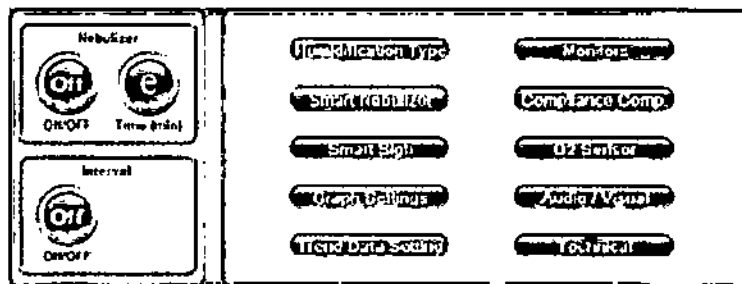 Nebulizer
Off
ON/OFF
Time (min)
Interval
Off
ON/OFF
Humidification Type
Smart Nebulizer
Smart Sigh
Graph Settings
Trend Data Setting
Monitors
Compliance Comp.
O2 Sensor
Audio / Visual
Technical